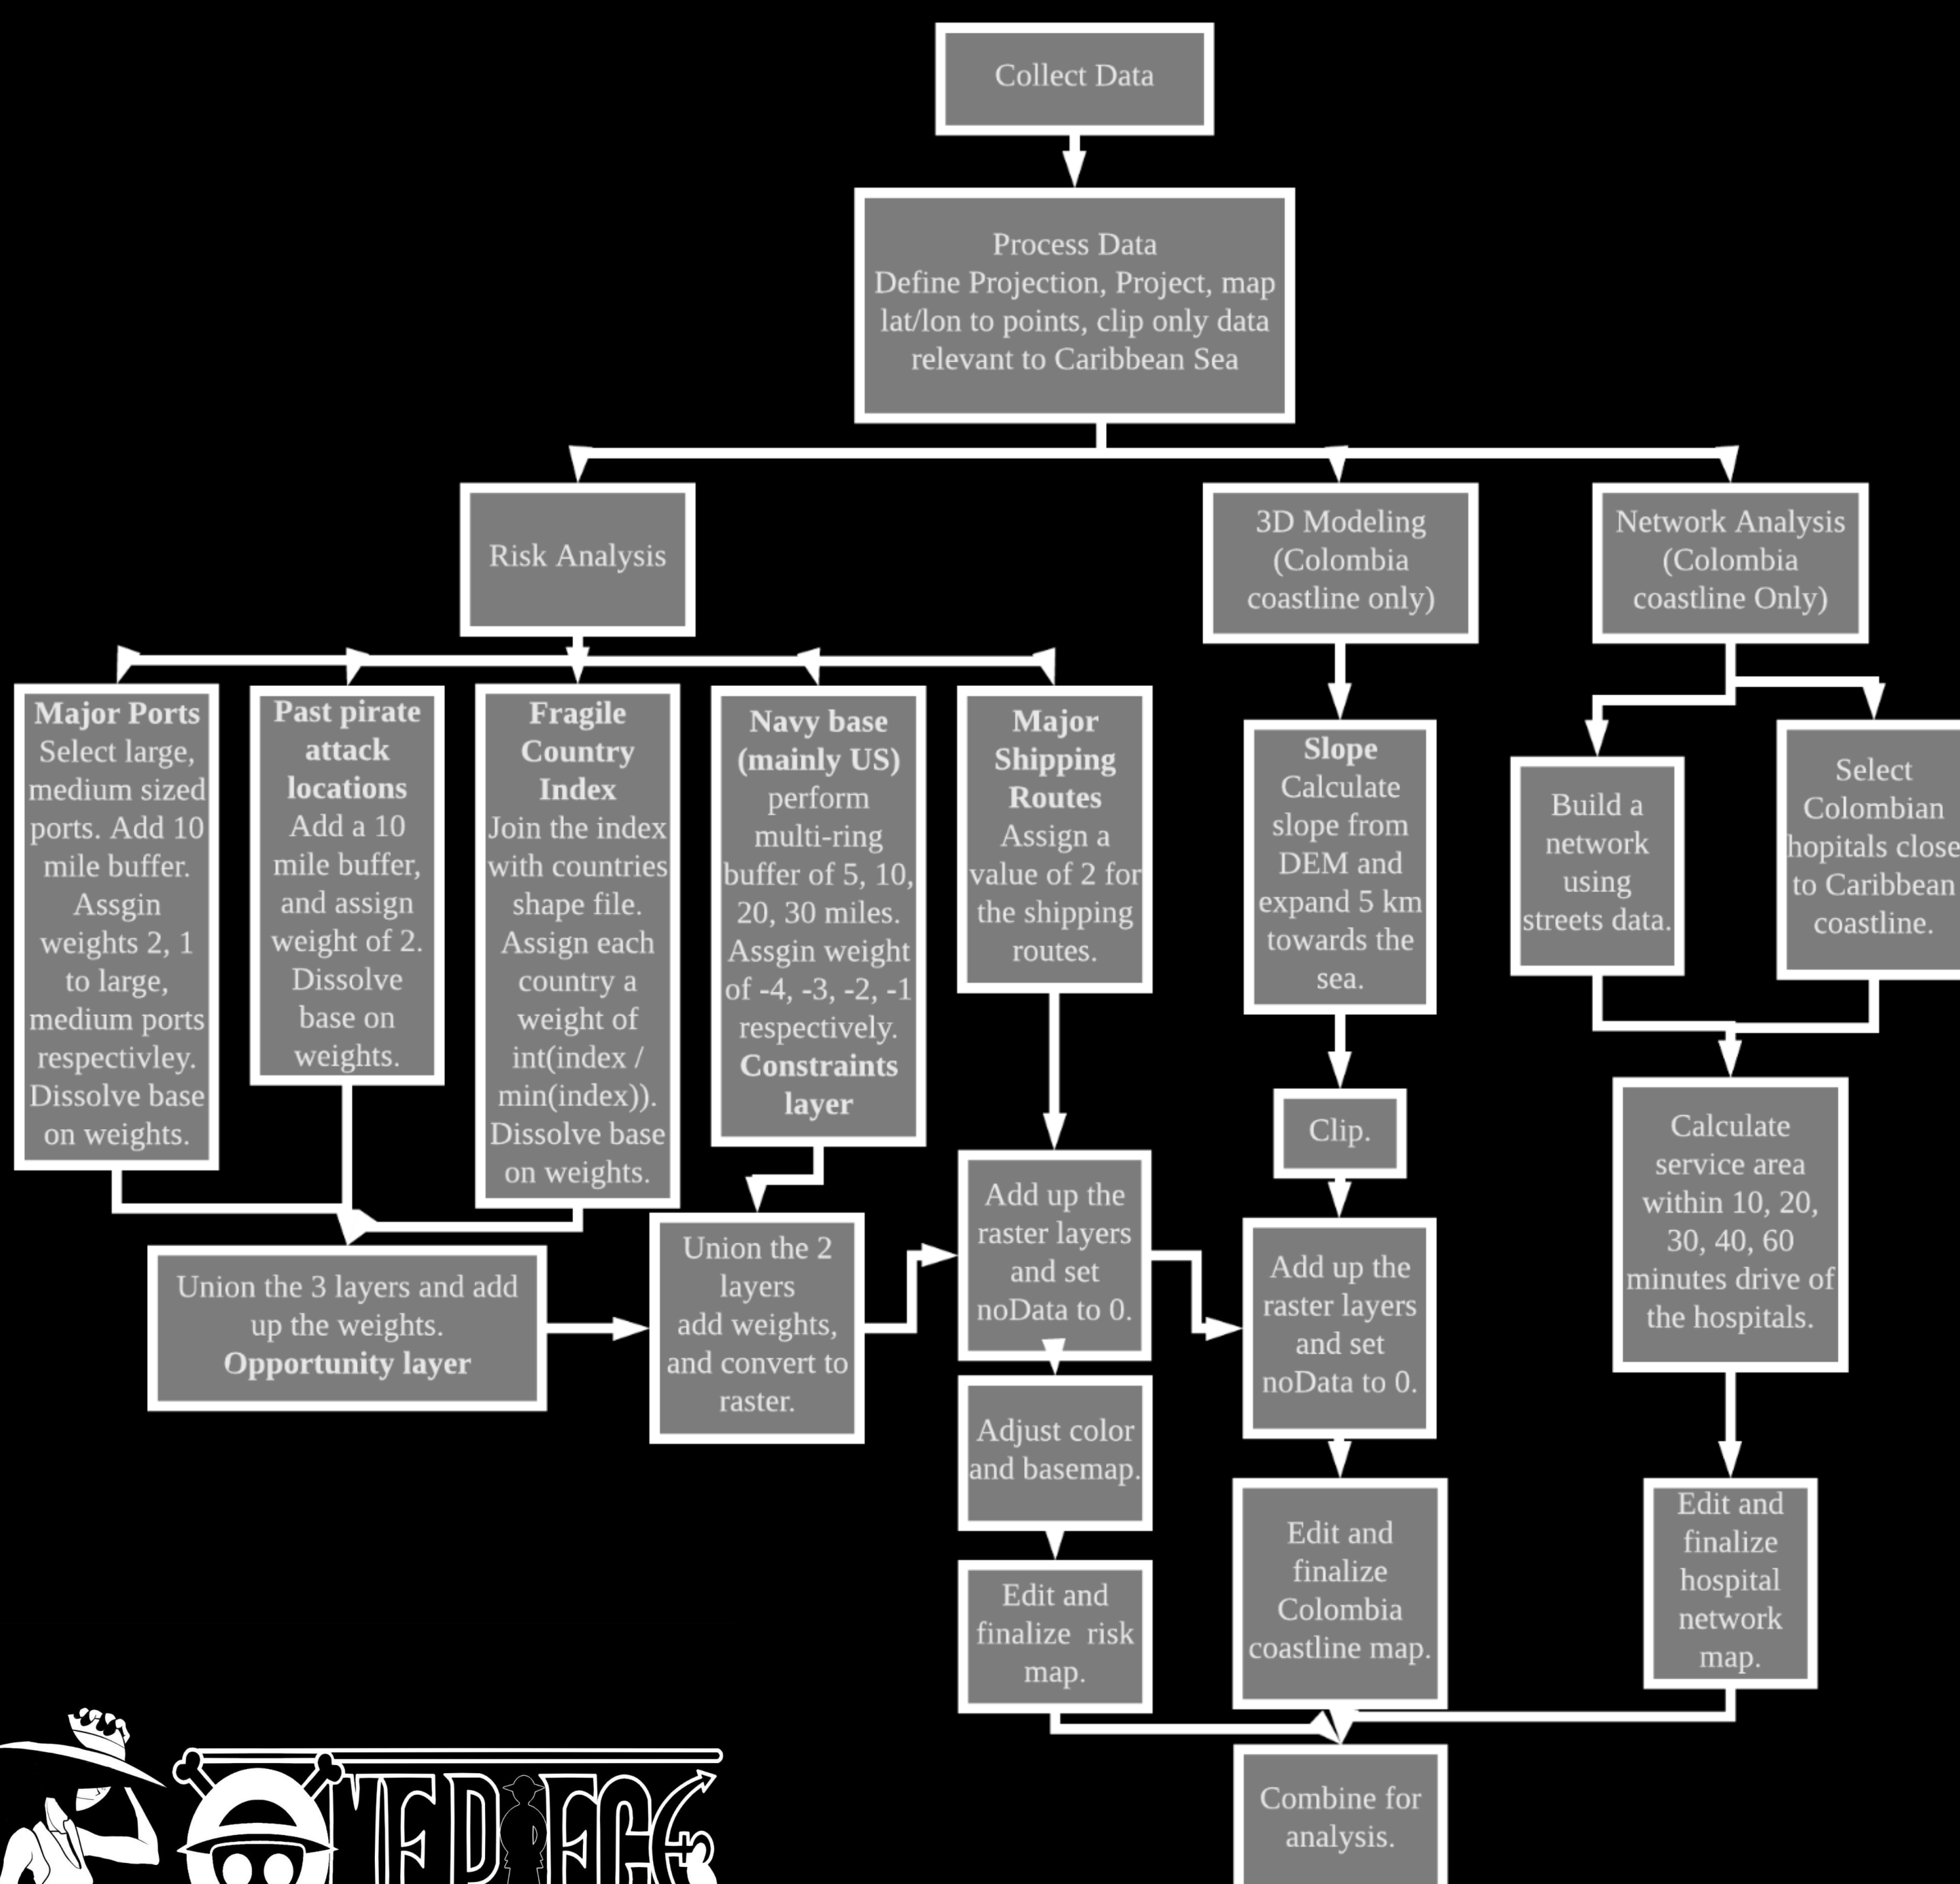 Collect Data
Process Data
Define Projection, Project, map
lat/lon to points, clip only data
relevant to Caribbean Sea
Risk Analysis
3D Modeling
(Colombia
coastline only)
Network Analysis
(Colombia
coastline Only)
Major Ports
Select large,
medium sized
ports. Add 10
mile buffer.
Assgin
weights 2, 1
to large,
medium ports
respectivley.
Dissolve base
on weights.
Past pirate
attack
locations
Add a 10
mile buffer,
and assign
weight of 2.
Dissolve
base on
weights.
Fragile
Country
Index
Join the index
with countries
shape file.
Assign each
country a
weight of
int(index /
min(index)).
Dissolve base
on weights.
Navy base
(mainly US)
perform
multi-ring
buffer of 5, 10,
20, 30 miles.
Assgin weight
of -4, -3, -2, -1
respectively.
Constraints
layer
Major
Shipping
Routes
Assign a
value of 2 for
the shipping
routes.
Slope
Calculate
slope from
DEM and
expand 5 km
towards the
sea.
Build a
network
using
streets data.
Select
Colombian
hopitals close
to Caribbean
coastline.
Clip.
Calculate
service area
within 10, 20,
30, 40, 60
minutes drive of
the hospitals.
Union the 3 layers and add
up the weights.
Opportunity layer
Union the 2
layers
add weights,
and convert to
raster.
Add up the
raster layers
and set
noData to 0.
Add up the
raster layers
and set
noData to 0.
Adjust color
and basemap.
Edit and
finalize  risk
map.
Edit and
finalize
Colombia
coastline map.
Edit and
finalize
hospital
network
map.
Combine for
analysis.